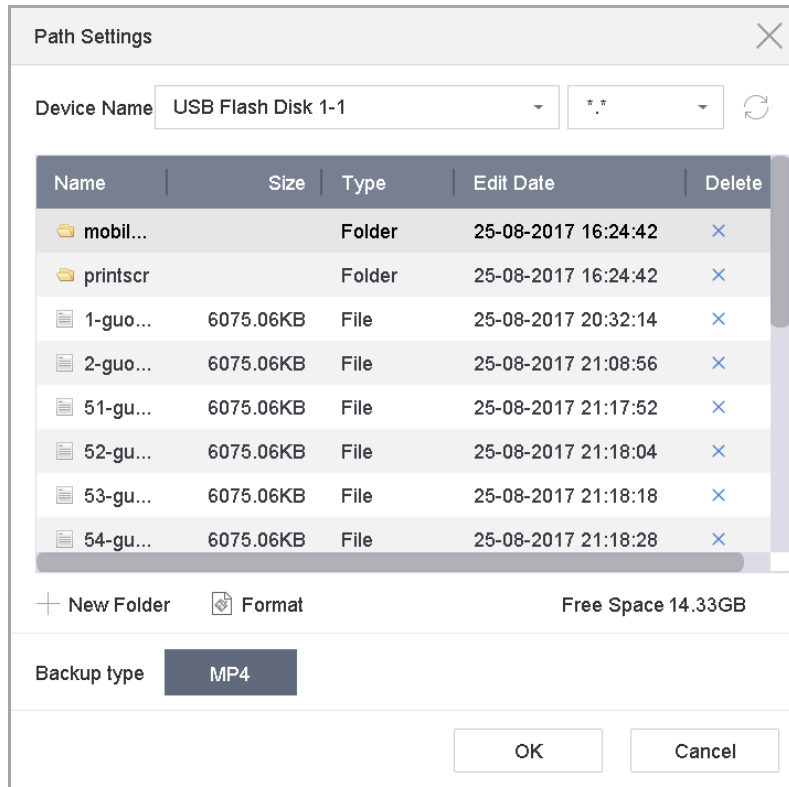 Path Settings
Device Name USB Flash Disk 1-1 *.*
Name Size Type Edit Date Delete
mobil... Folder 25-08-2017 16:24:42
printscr Folder 25-08-2017 16:24:42
1-guo... 6075.06KB File 25-08-2017 20:32:14
2-guo... 6075.06KB File 25-08-2017 21:08:56
51-gu... 6075.06KB File 25-08-2017 21:17:52
52-gu... 6075.06KB File 25-08-2017 21:18:04
53-gu... 6075.06KB File 25-08-2017 21:18:18
54-gu... 6075.06KB File 25-08-2017 21:18:28
New Folder Format Free Space 14.33GB
Backup type MP4
OK Cancel